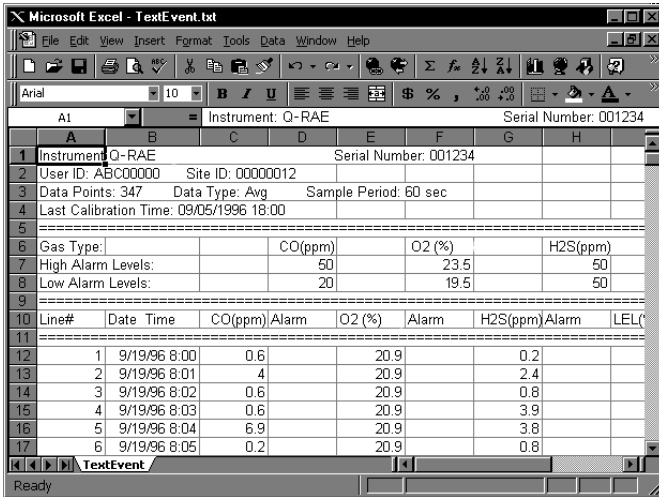 Microsoft Excel - TextEvent.txt
File Edit View Insert Format Tools Data Window Help
Arial 10 B I U $ % ,
A1 = Instrument: Q-RAE Serial Number: 001234
A B C D E F G H
1 Instrument Q-RAE Serial Number: 001234
2 User ID: ABC00000 Site ID: 00000012
3 Data Points: 347 Data Type: Avg Sample Period: 60 sec
4 Last Calibration Time: 09/05/1996 18:00
5 ====================
6 Gas Type: CO(ppm) O2 (%) H2S(ppm)
7 High Alarm Levels: 50 23.5 50
8 Low Alarm Levels: 20 19.5 50
9 ====================
10 Line# Date Time CO(ppm) Alarm O2 (%) Alarm H2S(ppm) Alarm LEL(
11 ====================
12 1 9/19/96 8:00 0.6 20.9 0.2
13 2 9/19/96 8:01 4 20.9 2.4
14 3 9/19/96 8:02 0.6 20.9 0.8
15 4 9/19/96 8:03 0.6 20.9 3.9
16 5 9/19/96 8:04 6.9 20.9 3.8
17 6 9/19/96 8:05 0.2 20.9 0.8
TextEvent
Ready